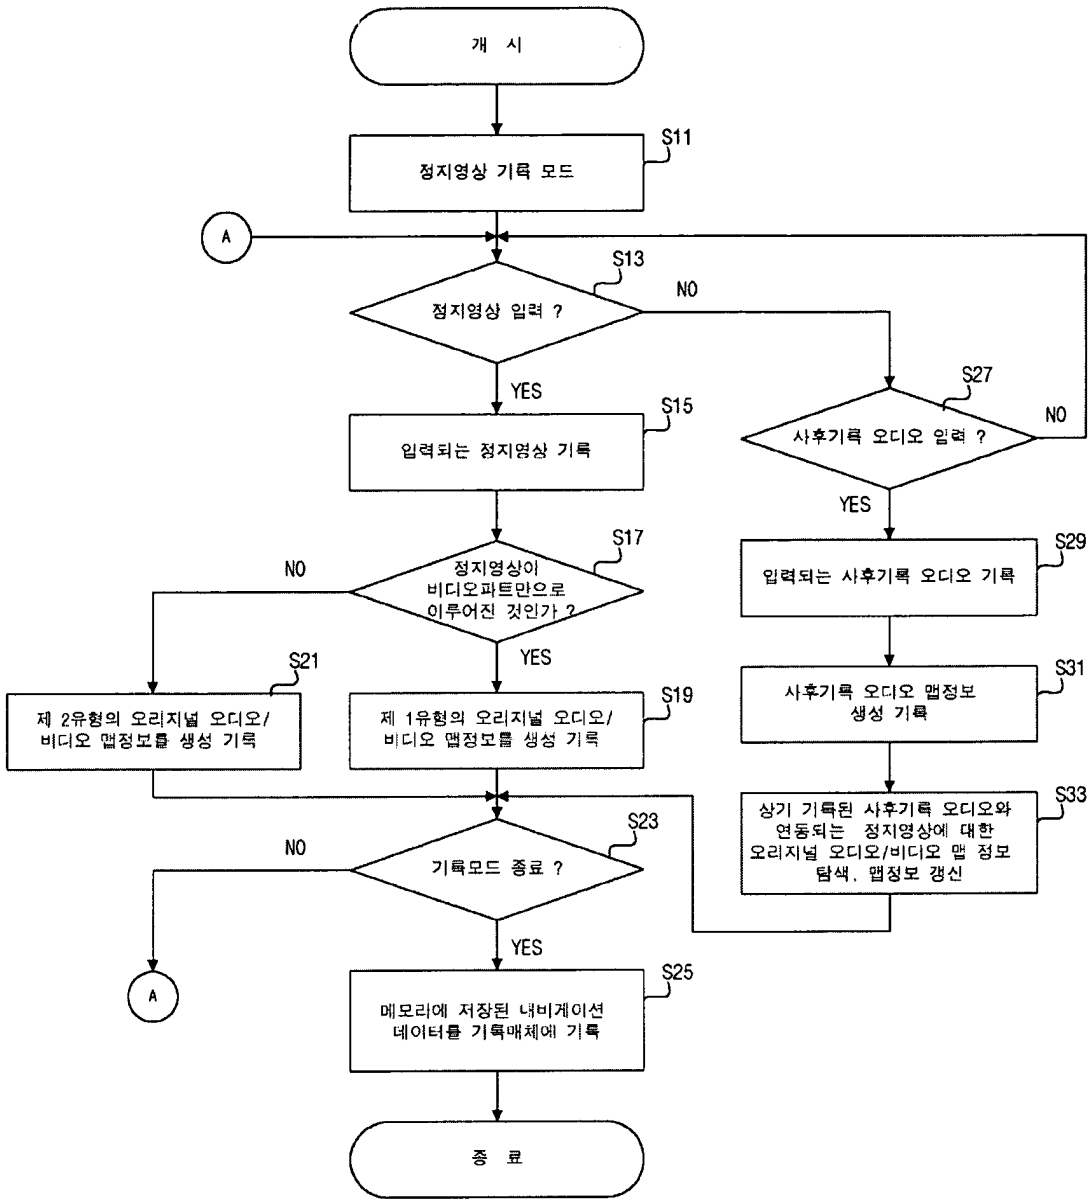 개 시
S11
정지영상 기록 모드
A
S13
정지영상 입력 ?
NO
YES
S27
사후기록 오디오 입력 ?
NO
YES
S15
입력되는 정지영상 기록
S17
정지영상이
비디오파트만으로
이루어진 것인가 ?
NO
YES
S29
입력되는 사후기록 오디오 기록
S31
사후기록 오디오 맵정보
생성 기록
S21
제 2유형의 오리지널 오디오/
비디오 맵정보를 생성 기록
S19
제 1유형의 오리지널 오디오/
비디오 맵정보를 생성 기록
S33
상기 기록된 사후기록 오디오와
연동되는 정지영상에 대한
오리지널 오디오/비디오 맵 정보
탐색, 맵정보 갱신
S23
기록모드 종료 ?
NO
YES
A
S25
메모리에 저장된 내비게이션
데이터를 기록매체에 기록
종 료